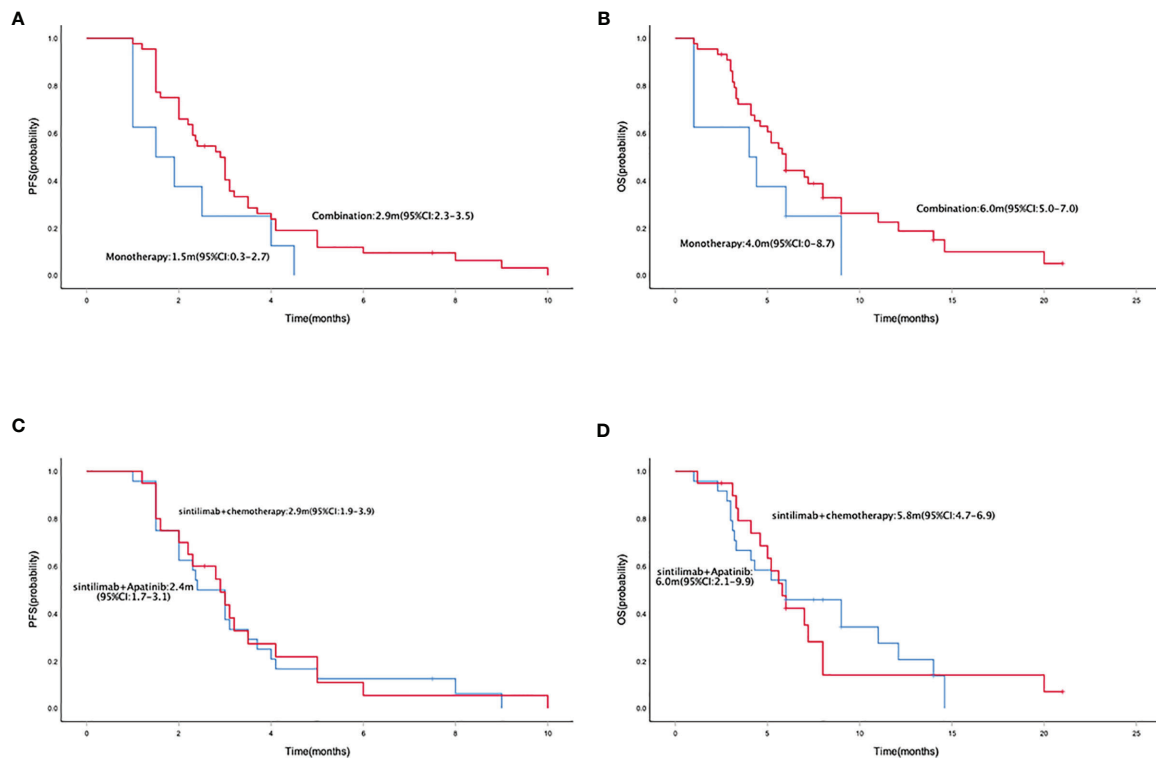 A
PFS(probability)
1.0
0.8
0.6
0.4
0.2
0.0
Combination:2.9m(95%CI:2.3-3.5)
Monotherapy:1.5m(95%CI:0.3-2.7)
0 2 4 6 8 10
Time(months)
B
OS(probability)
1.0
0.8
0.6
0.4
0.2
0.0
Combination:6.0m(95%CI:5.0-7.0)
Monotherapy:4.0m(95%CI:0-8.7)
0 5 10 15 20 25
Time(months)
C
PFS(probability)
1.0
0.8
0.6
0.4
0.2
0.0
sintilimab+chemotherapy:2.9m(95%CI:1.9-3.9)
sintilimab+Apatinib:2.4m
(95%CI:1.7-3.1)
0 2 4 6 8 10
Time(months)
D
OS(probability)
1.0
0.8
0.6
0.4
0.2
0.0
sintilimab+chemotherapy:5.8m(95%CI:4.7-6.9)
sintilimab+Apatinib:
6.0m(95%CI:2.1-9.9)
0 5 10 15 20 25
Time(months)